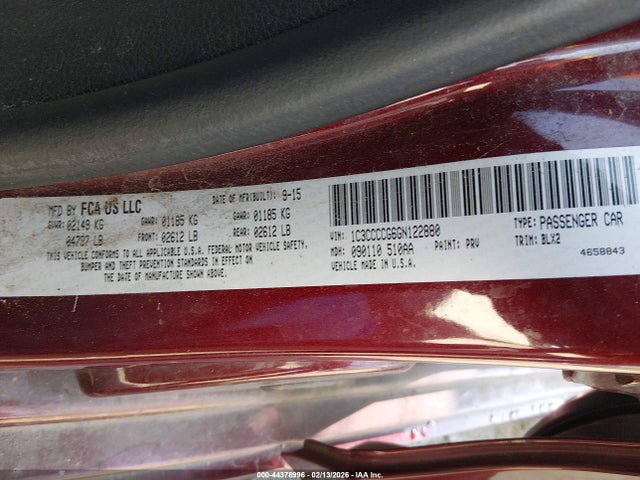 MFD BY FCA US LLC DATE OF MFR(BUILT): 9-15
GVWR: 02149 KG GAWR: 01185 KG GAWR: 01185 KG
04737 LB FRONT: 02612 LB REAR: 02612 LB
THIS VEHICLE CONFORMS TO ALL APPLICABLE U.S.A. FEDERAL MOTOR VEHICLE SAFETY,
BUMPER AND THEFT PREVENTION STANDARDS IN EFFECT ON
THE DATE OF MANUFACTURE SHOWN ABOVE.
VIN: 1C3CCCCG6GN122880 TYPE: PASSENGER CAR
MDH: 090110 510AA PAINT: PRV TRIM: BLX2
VEHICLE MADE IN U.S.A. 4658843
000-44378996 - 02/13/2026 - IAA INC.